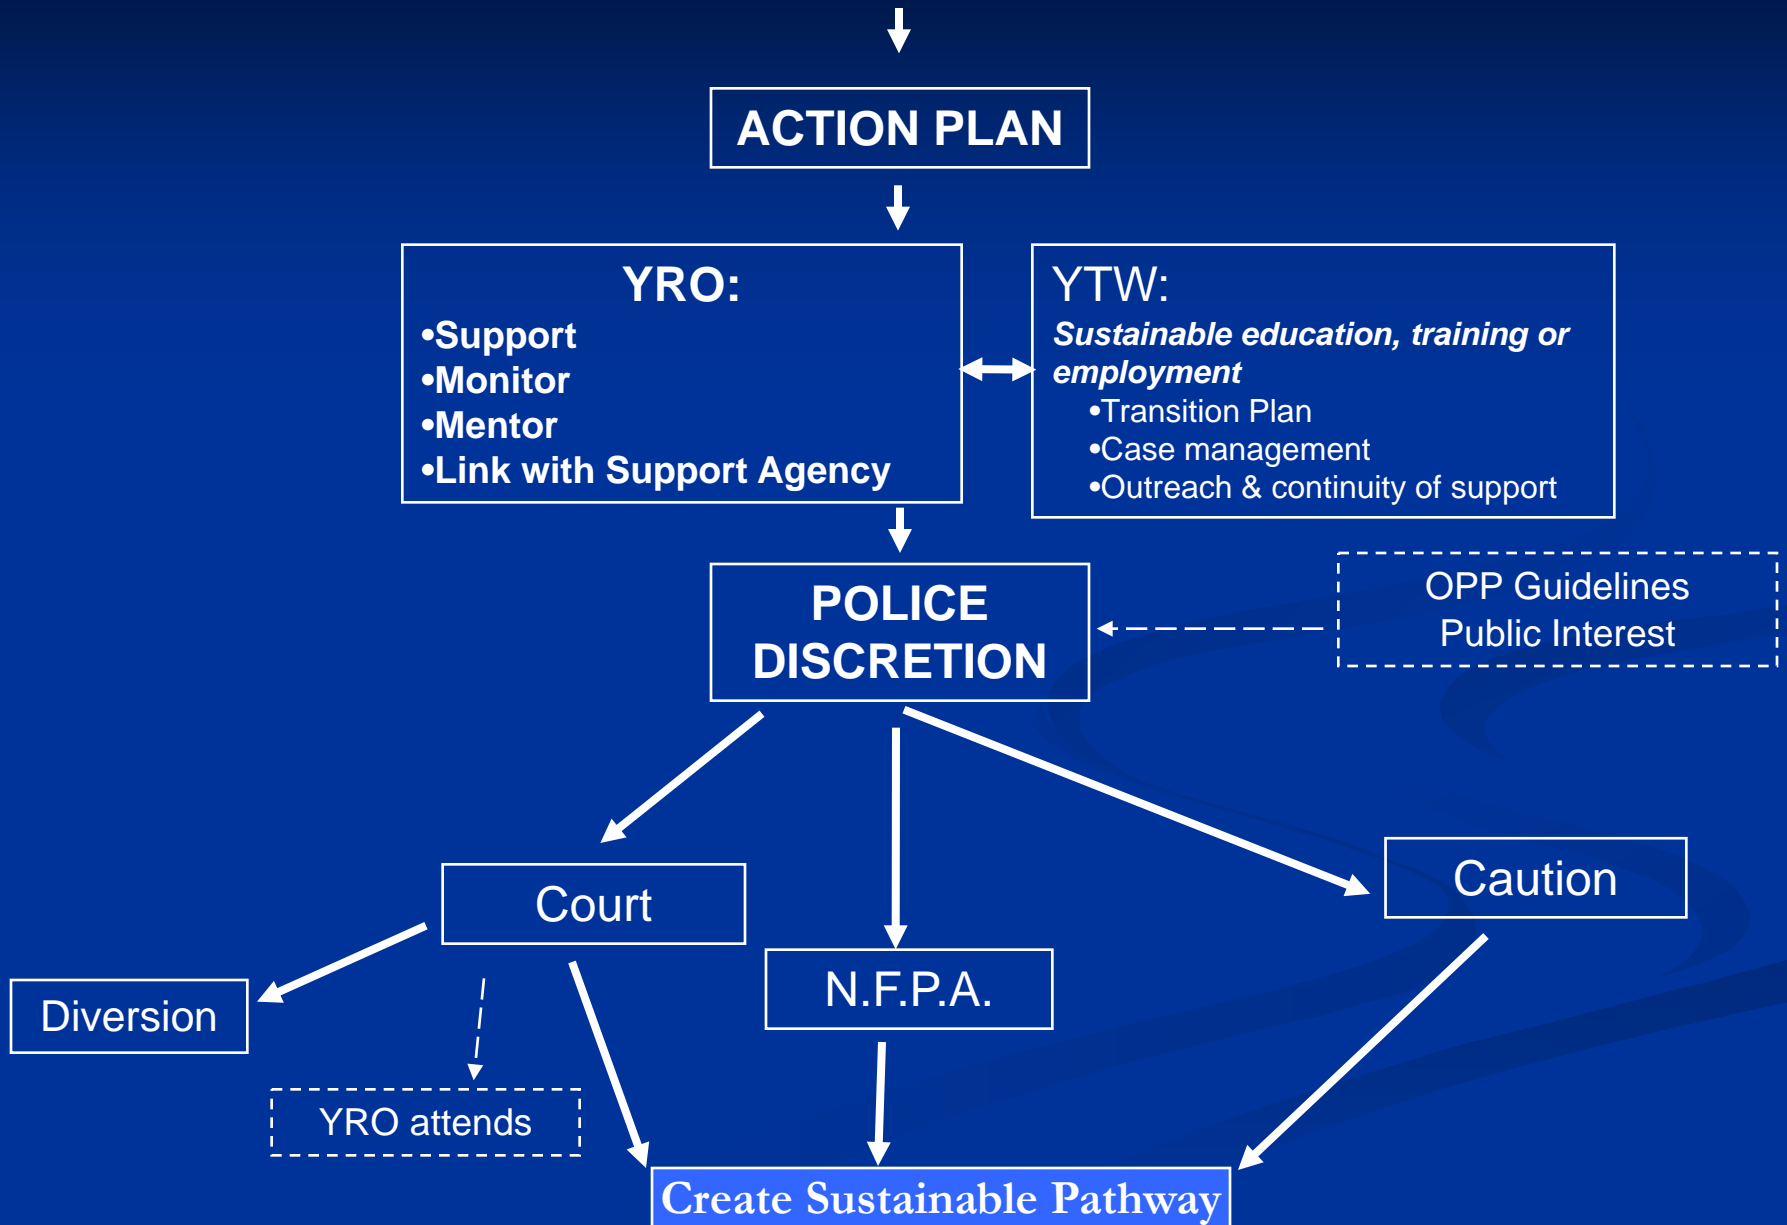 ACTION PLAN
YRO:
•Support
•Monitor
•Mentor
•Link with Support Agency
YTW:
Sustainable education, training or
employment
•Transition Plan
•Case management
•Outreach & continuity of support
POLICE
DISCRETION
OPP Guidelines
Public Interest
Court
Caution
N.F.P.A.
Diversion
YRO attends
Create Sustainable Pathway